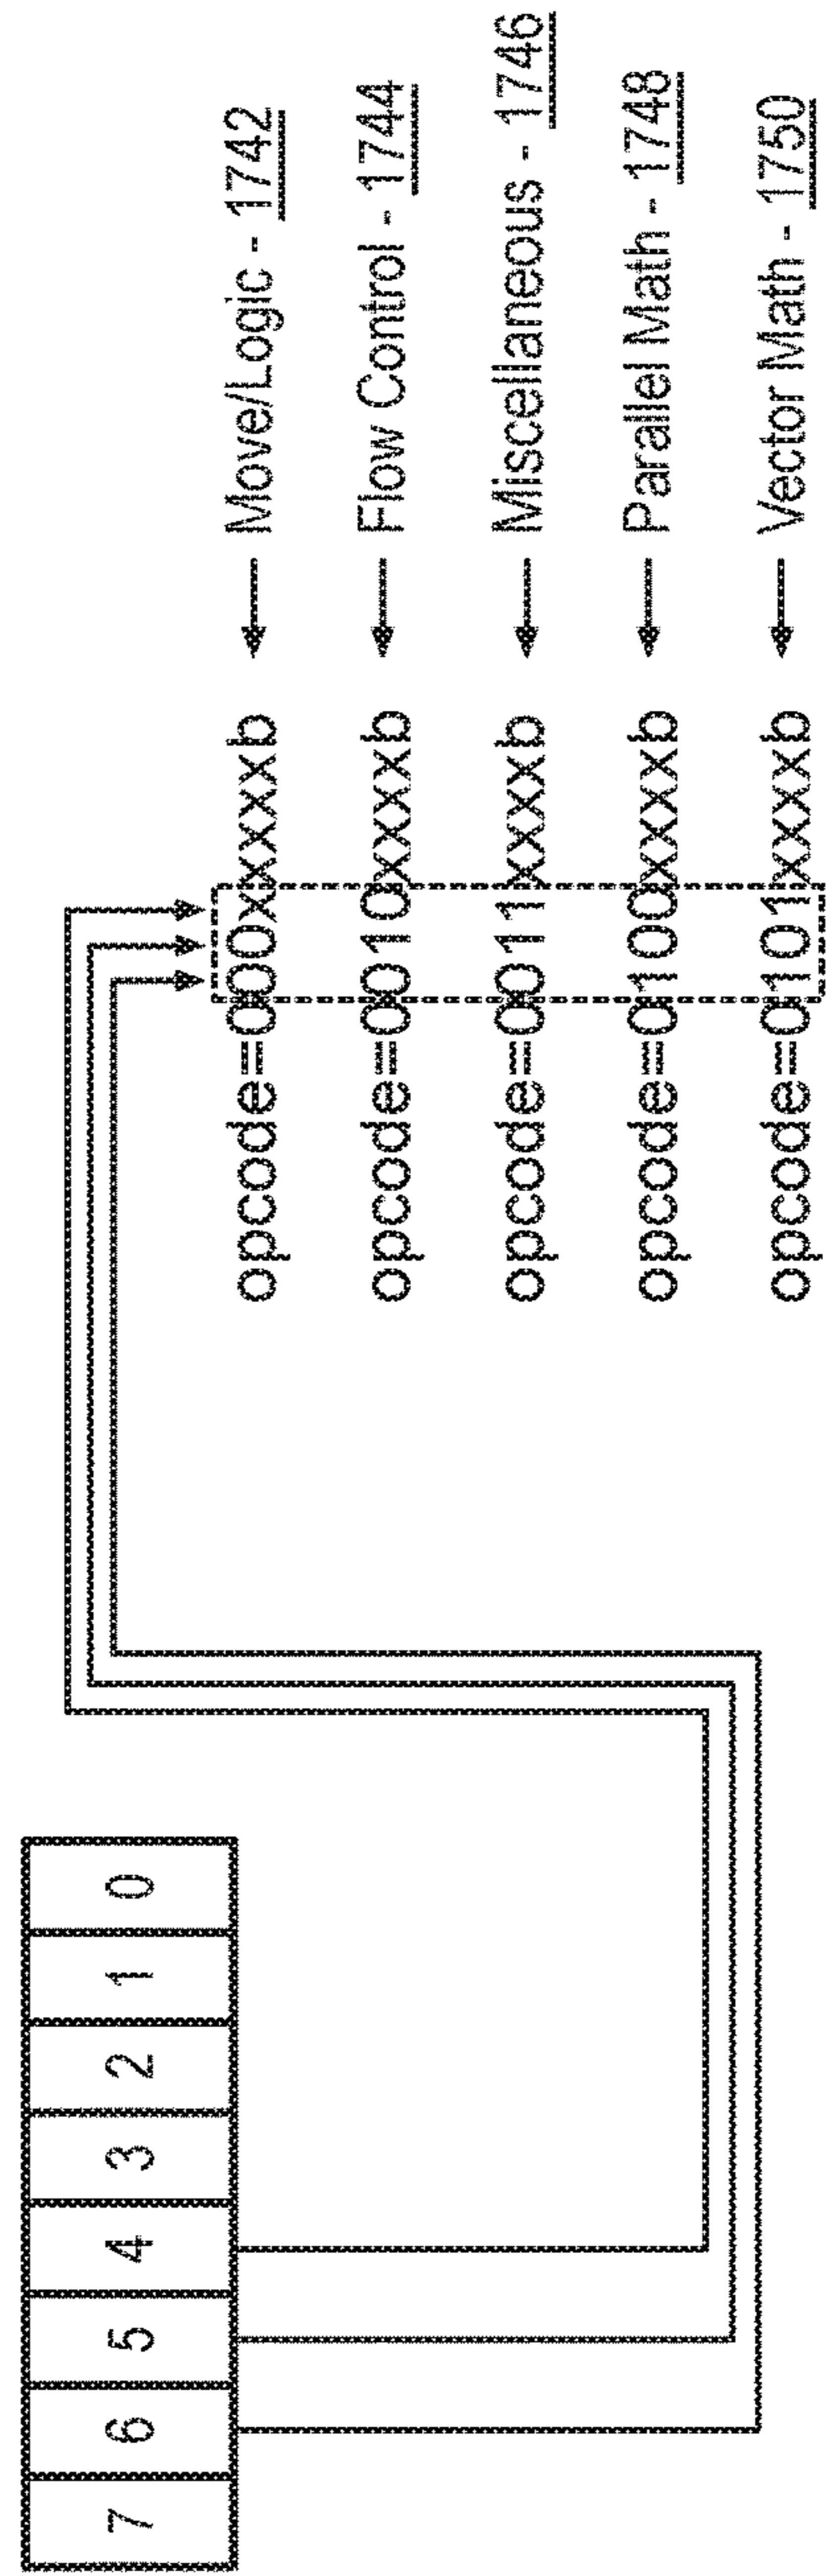 7 6 5 4 3 2 1 0
opcode=000xxxxxb ← Move/Logic - 1742
opcode=0010xxxxb ← Flow Control - 1744
opcode=0011xxxxb ← Miscellaneous - 1746
opcode=0100xxxxb ← Parallel Math - 1748
opcode=0101xxxxb ← Vector Math - 1750